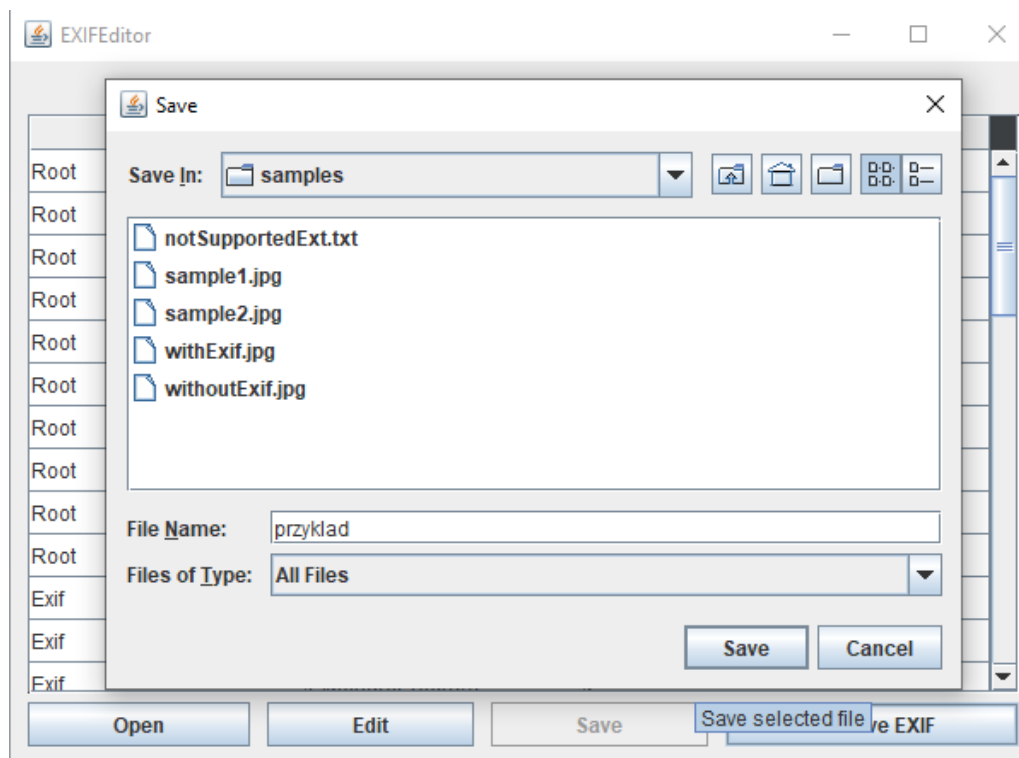 EXIFEditor
Save
Save In: samples
notSupportedExt.txt
sample1.jpg
sample2.jpg
withExif.jpg
withoutExif.jpg
File Name: przyklad
Files of Type: All Files
Save Cancel
Root
Root
Root
Root
Root
Root
Root
Root
Root
Root
Exif
Exif
Exif
Open Edit Save ve EXIF
Save selected file